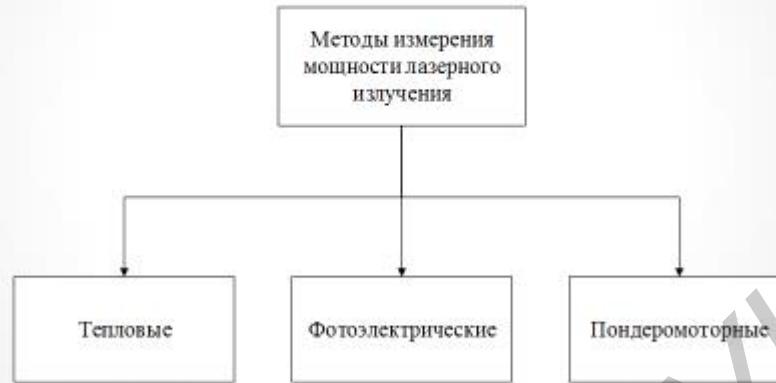 Методы измерения
мощности лазерного
излучения
Тепловые
Фотоэлектрические
Пондеромоторные